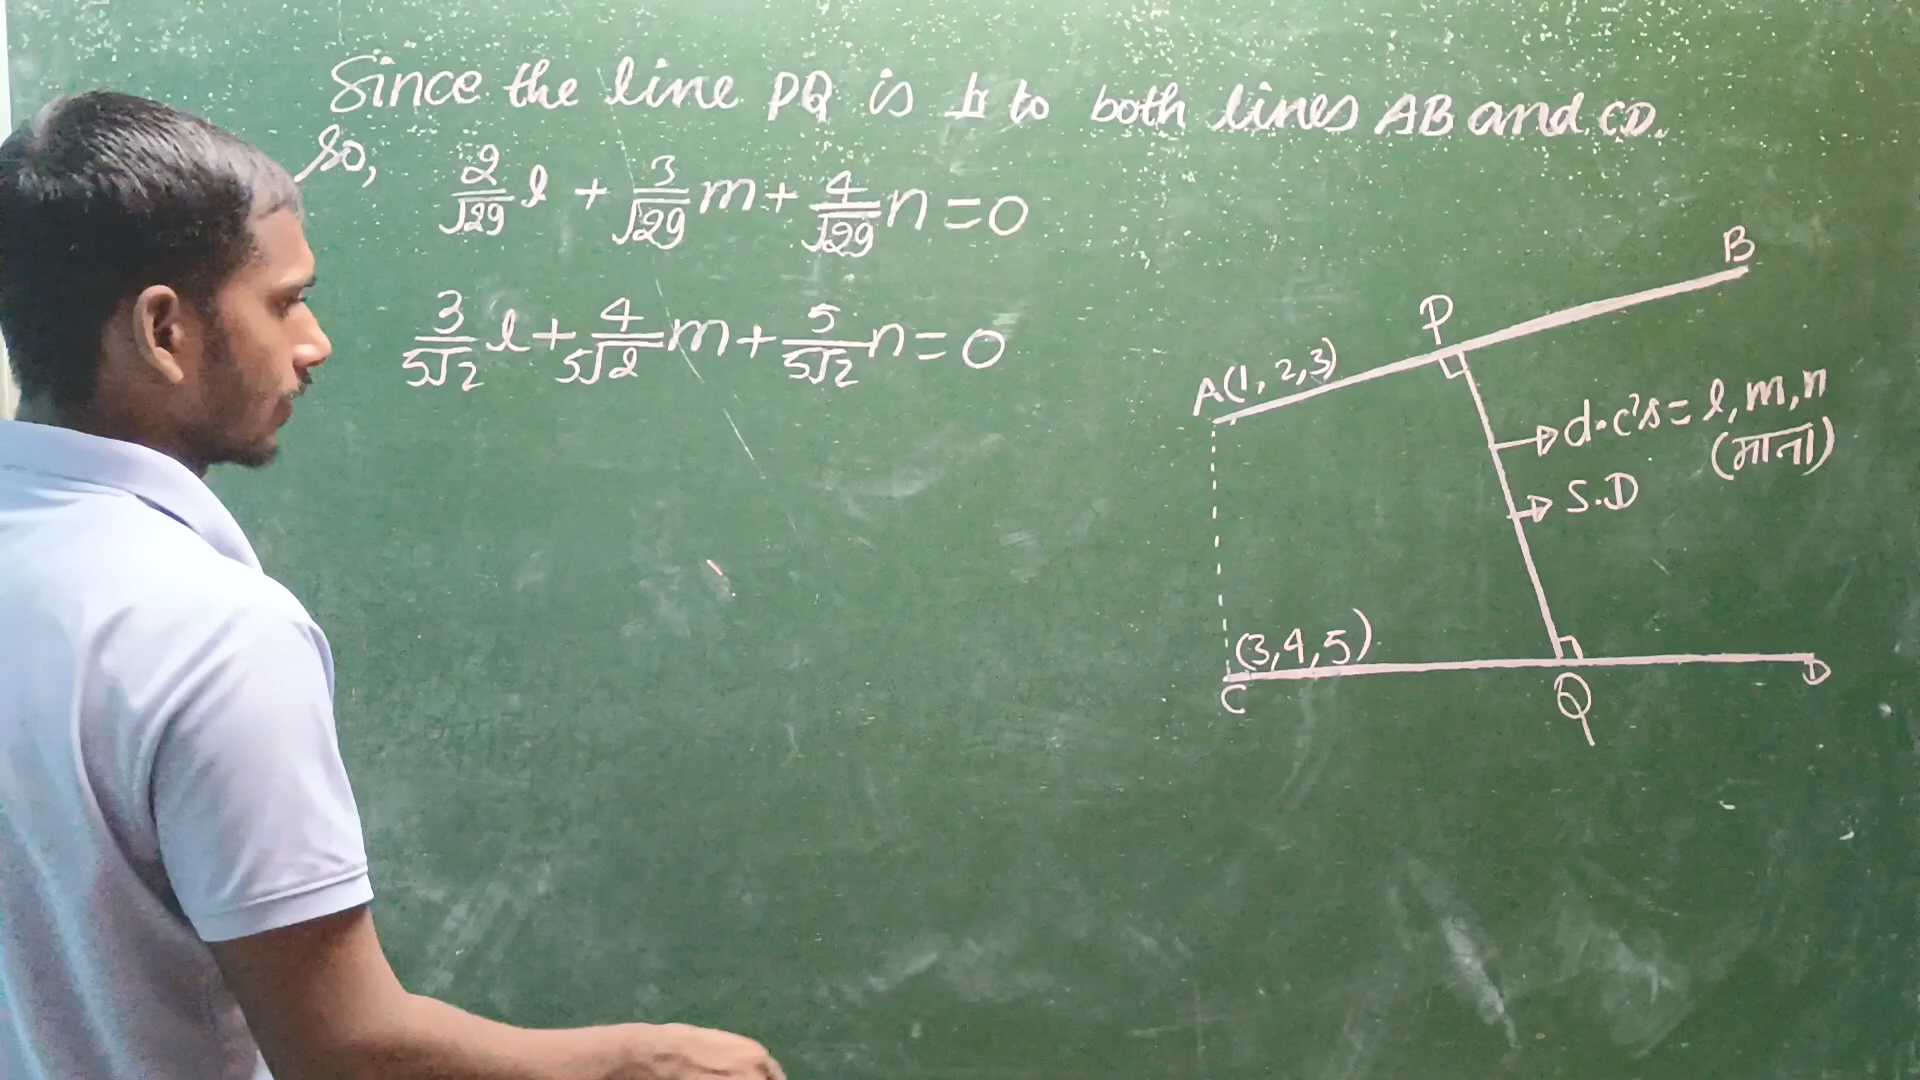 Since the line PQ is ⊥r to both lines AB and CD.
So,
2/√29 l + 3/√29 m + 4/√29 n = 0
3/5√2 l + 4/5√2 m + 5/5√2 n = 0
B
P
A(1, 2, 3)
d.c's = l, m, n
(माना)
S.D
(3, 4, 5)
C
Q
D